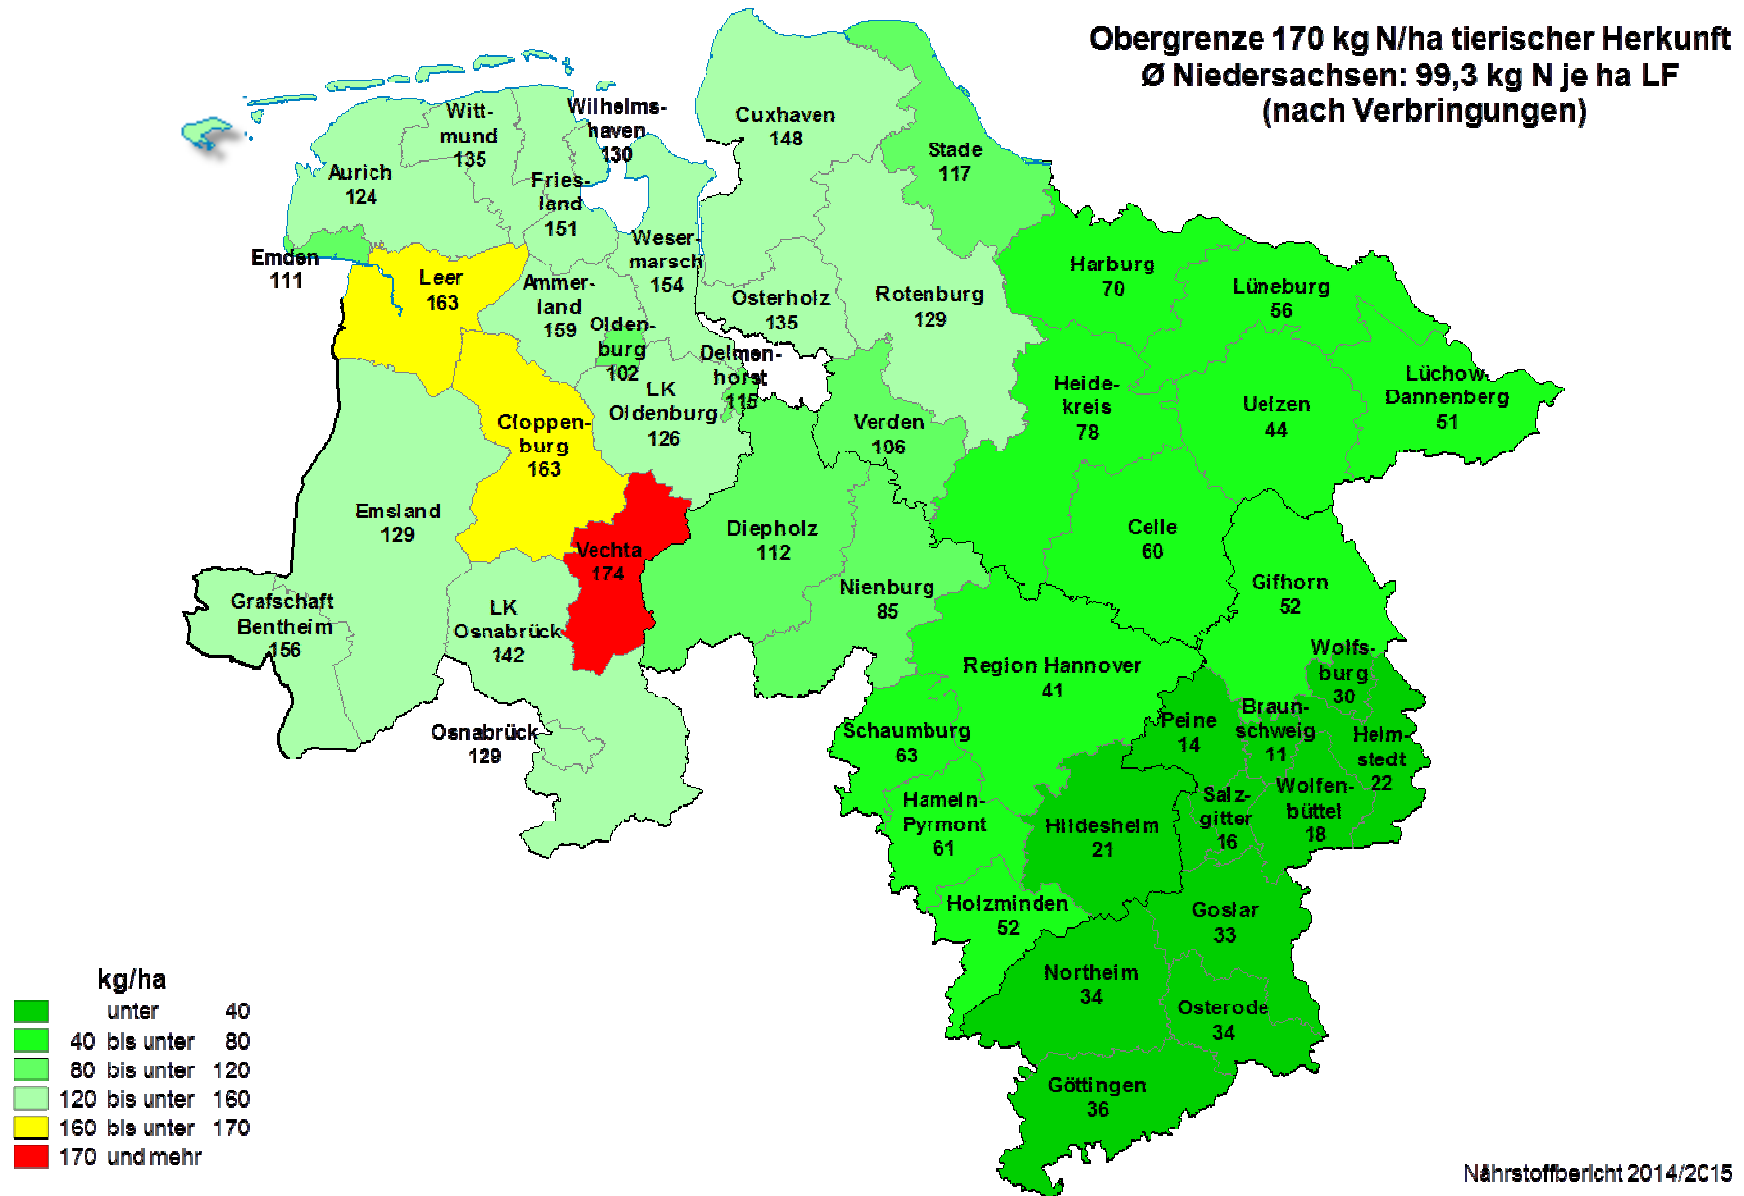 Obergrenze 170 kg N/ha tierischer Herkunft
Ø Niedersachsen: 99,3 kg N je ha LF
(nach Verbringungen)
Cuxhaven
148
Stade
117
Wilhelms-
haven
130
Witt-
mund
135
Aurich
124
Fries-
land
151
Emden
111
Leer
163
Weser-
marsch
154
Ammer-
land
159
Olden-
burg
102
Osterholz
135
Rotenburg
129
Harburg
70
Lüneburg
56
Delmen-
horst
115
LK
Oldenburg
126
Cloppen-
burg
163
Verden
106
Heide-
kreis
78
Uelzen
44
Lüchow-
Dannenberg
51
Emsland
129
Vechta
174
Diepholz
112
Celle
60
Gifhorn
52
Nienburg
85
Grafschaft
Bentheim
156
LK
Osnabrück
142
Osnabrück
129
Region Hannover
41
Wolfs-
burg
30
Schaumburg
63
Peine
14
Braun-
schweig
11
Helm-
stedt
22
Hameln-
Pyrmont
61
Hildesheim
21
Salz-
gitter
16
Wolfen-
büttel
18
Holzminden
52
Goslar
33
Northeim
34
Osterode
34
Göttingen
36
kg/ha
unter 40
40 bis unter 80
80 bis unter 120
120 bis unter 160
160 bis unter 170
170 und mehr
Nährstoffbericht 2014/2015